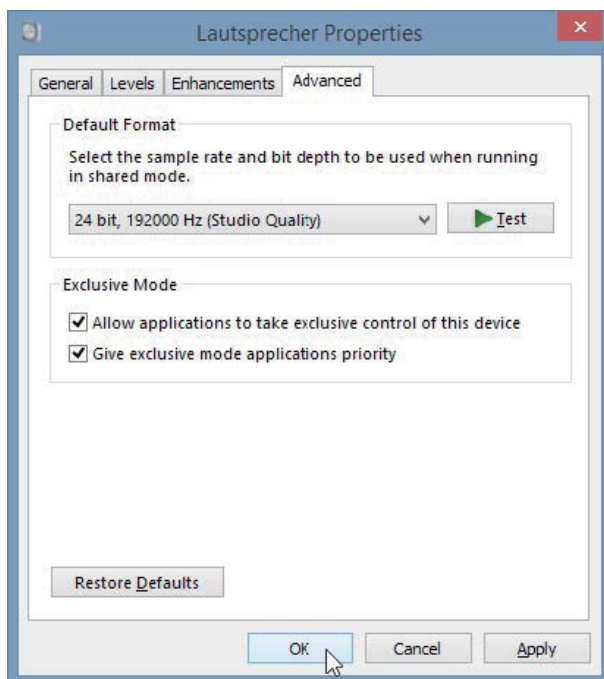 Lautsprecher Properties
General Levels Enhancements Advanced
Default Format
Select the sample rate and bit depth to be used when running
in shared mode.
24 bit, 192000 Hz (Studio Quality)
Test
Exclusive Mode
Allow applications to take exclusive control of this device
Give exclusive mode applications priority
Restore Defaults
OK Cancel Apply